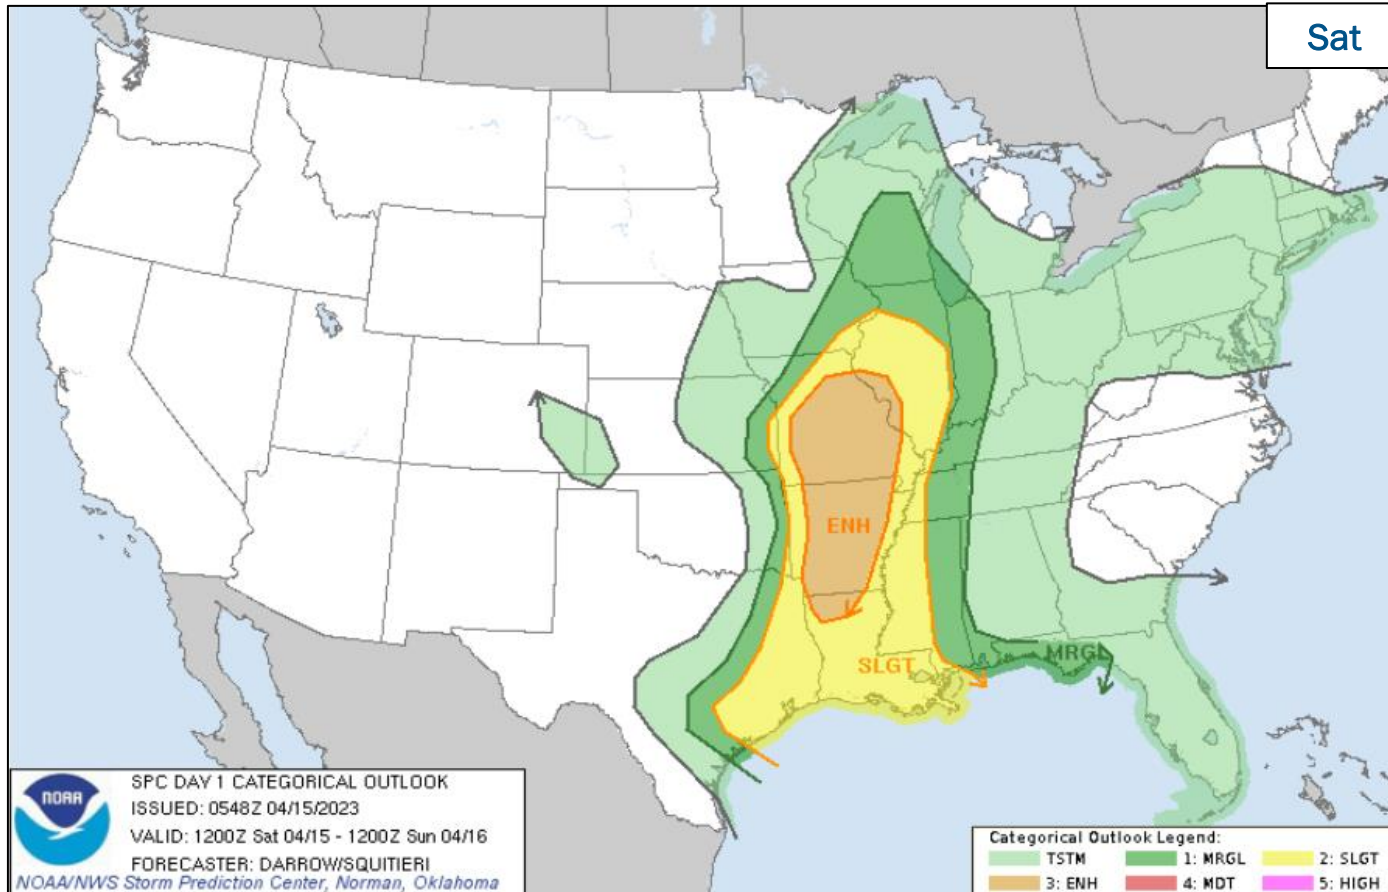 Sat
ENH
SLGT
MRGL
NOAA
SPC DAY 1 CATEGORICAL OUTLOOK
ISSUED: 0548Z 04/15/2023
VALID: 1200Z Sat 04/15 - 1200Z Sun 04/16
FORECASTER: DARROW/SQUITIERI
NOAA/NWS Storm Prediction Center, Norman, Oklahoma
Categorical Outlook Legend:
TSTM 1: MRGL 2: SLGT
3: ENH 4: MDT 5: HIGH